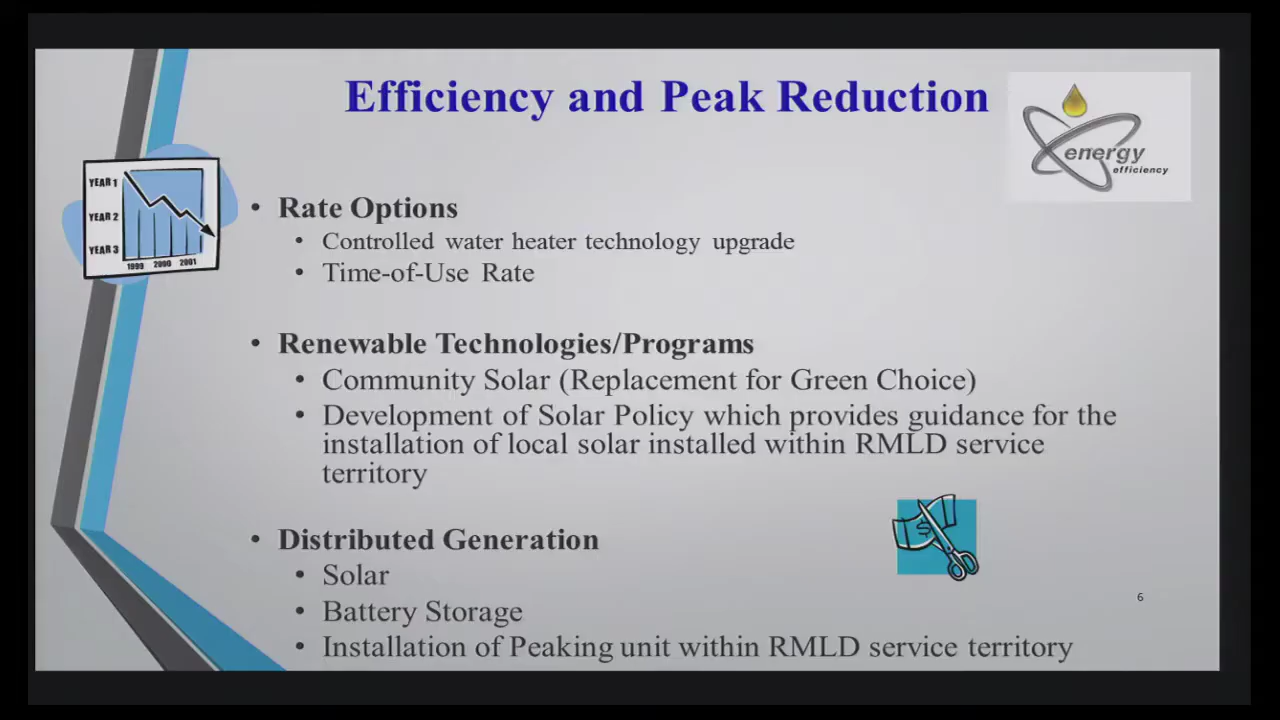 Efficiency and Peak Reduction
energy
efficiency
YEAR 1
YEAR 2
YEAR 3
1999 2000 2001
• Rate Options
• Controlled water heater technology upgrade
• Time-of-Use Rate
• Renewable Technologies/Programs
• Community Solar (Replacement for Green Choice)
• Development of Solar Policy which provides guidance for the
installation of local solar installed within RMLD service
territory
• Distributed Generation
$
• Solar
• Battery Storage
6
• Installation of Peaking unit within RMLD service territory